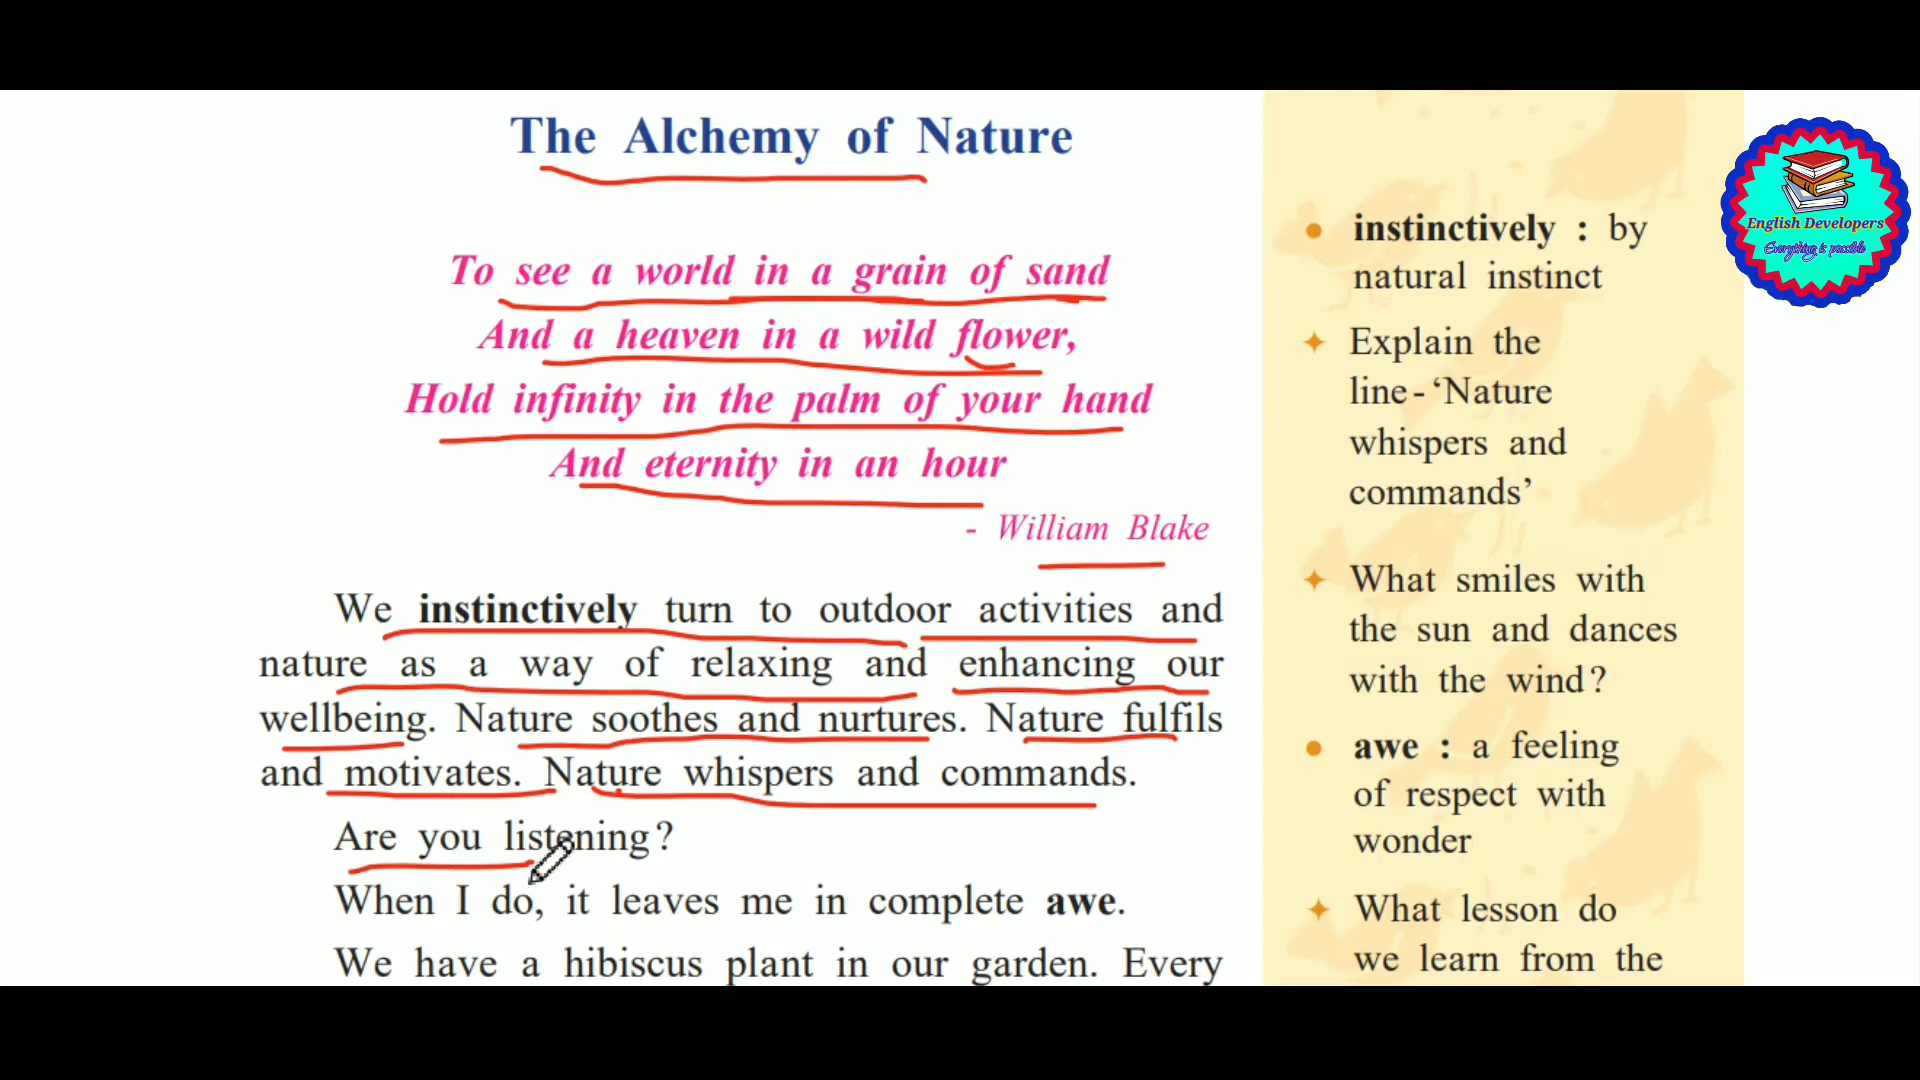 The Alchemy of Nature
To see a world in a grain of sand
And a heaven in a wild flower,
Hold infinity in the palm of your hand
And eternity in an hour
- William Blake
We instinctively turn to outdoor activities and
nature as a way of relaxing and enhancing our
wellbeing. Nature soothes and nurtures. Nature fulfils
and motivates. Nature whispers and commands.
Are you listening?
When I do, it leaves me in complete awe.
We have a hibiscus plant in our garden. Every
instinctively : by
natural instinct
Explain the
line - ‘Nature
whispers and
commands’
What smiles with
the sun and dances
with the wind?
awe : a feeling
of respect with
wonder
What lesson do
we learn from the
English Developers
Everything is possible